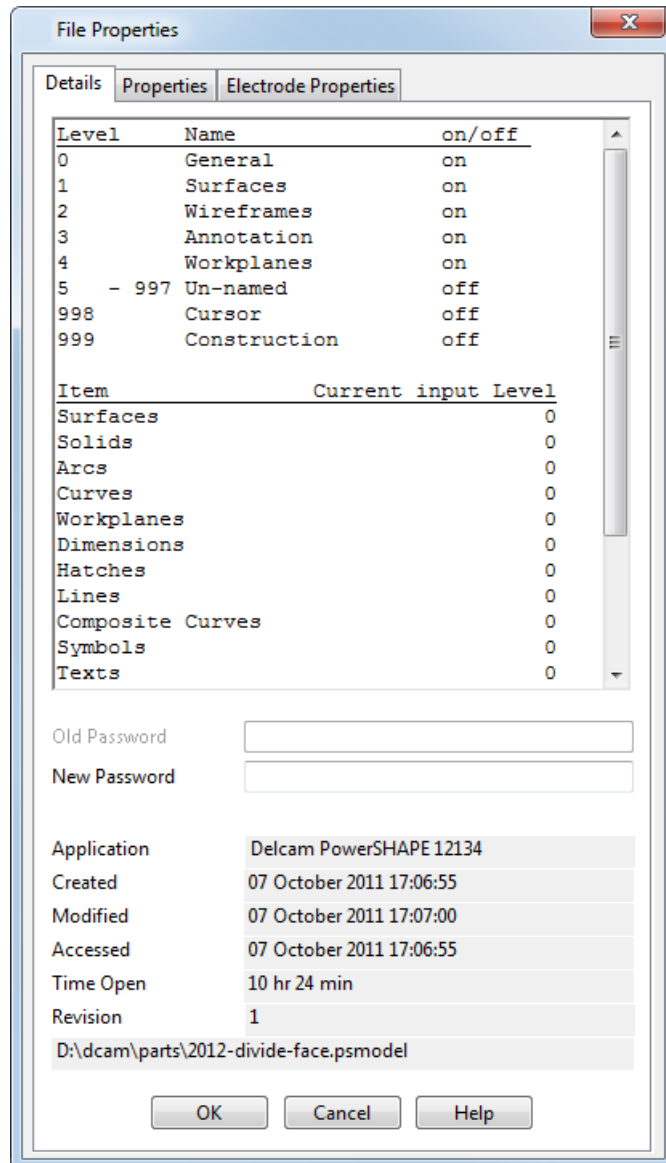 File Properties
Details Properties Electrode Properties
Level Name on/off
0 General on
1 Surfaces on
2 Wireframes on
3 Annotation on
4 Workplanes on
5 - 997 Un-named off
998 Cursor off
999 Construction off
Item Current input Level
Surfaces 0
Solids 0
Arcs 0
Curves 0
Workplanes 0
Dimensions 0
Hatches 0
Lines 0
Composite Curves 0
Symbols 0
Texts 0
Old Password
New Password
Application Delcam PowerSHAPE 12134
Created 07 October 2011 17:06:55
Modified 07 October 2011 17:07:00
Accessed 07 October 2011 17:06:55
Time Open 10 hr 24 min
Revision 1
D:\dcam\parts\2012-divide-face.psmodel
OK Cancel Help